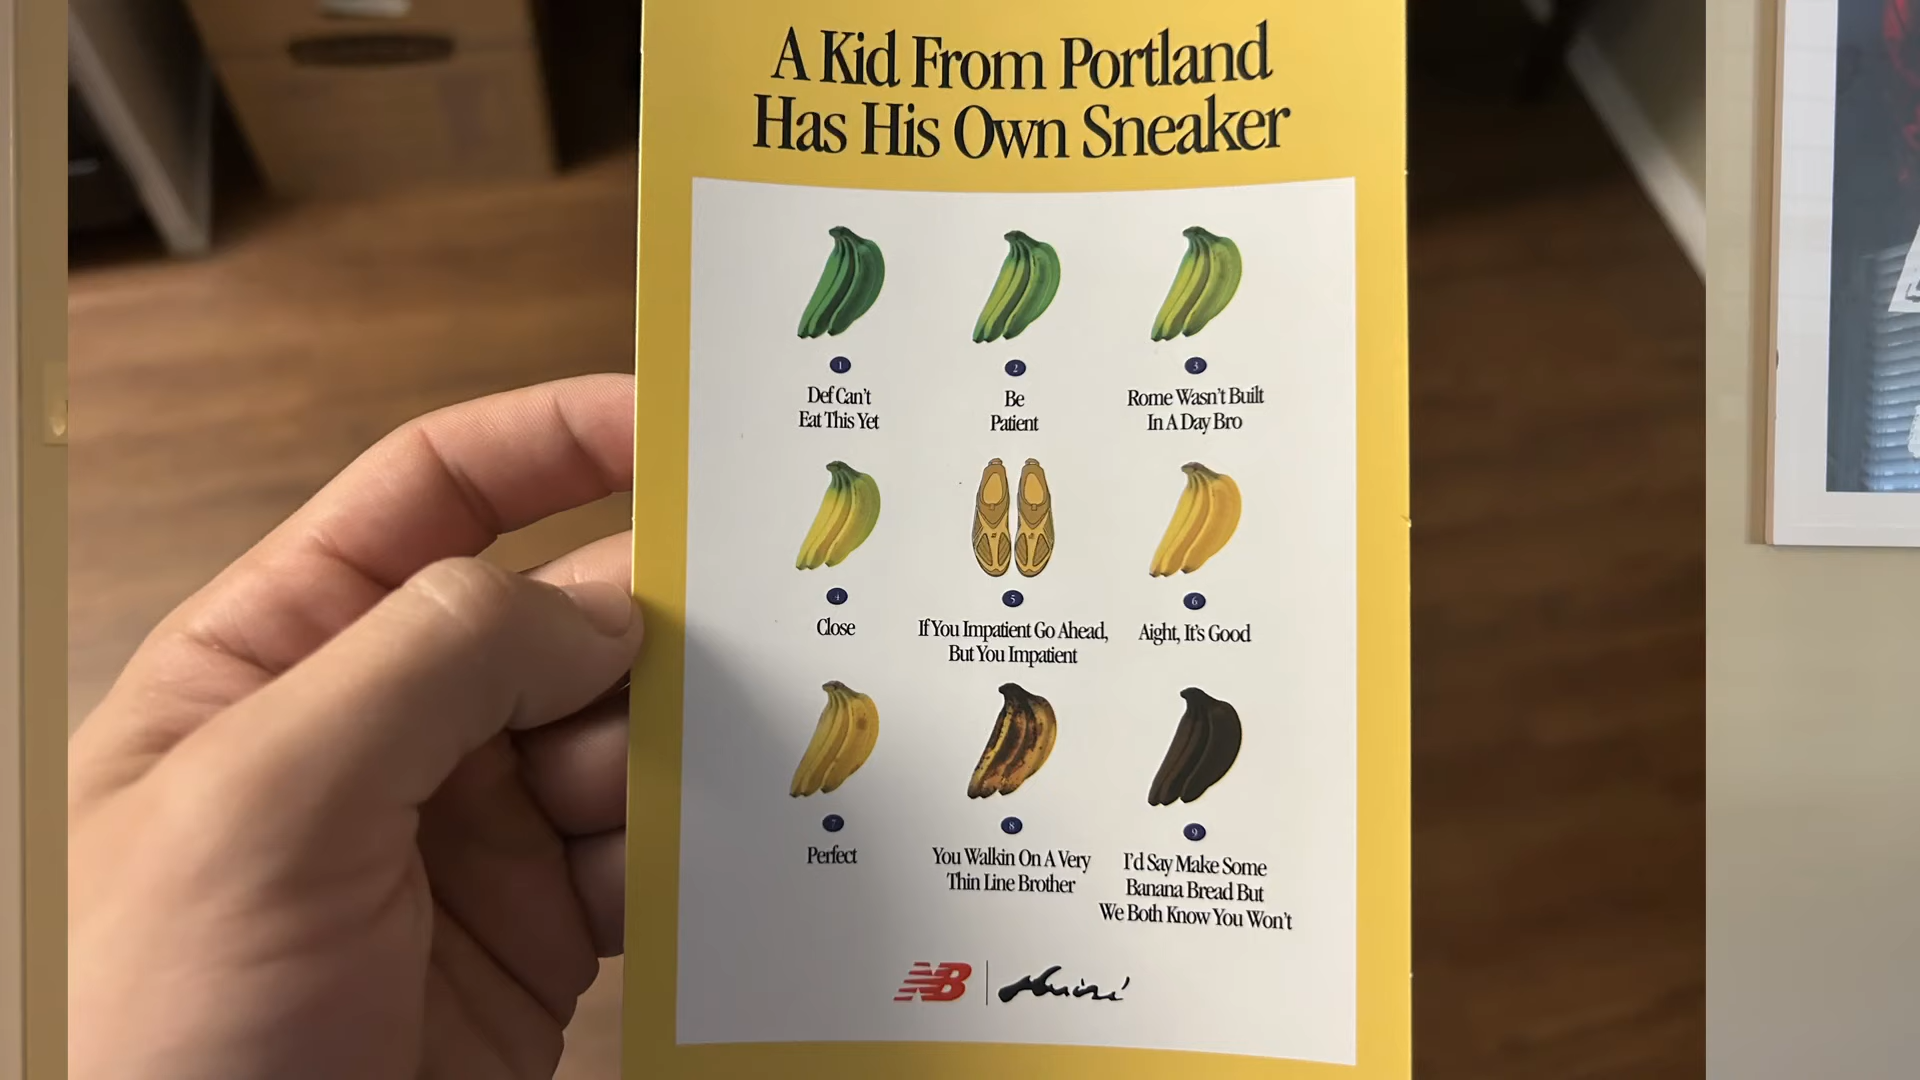 A Kid From Portland
Has His Own Sneaker
1
Def Can't
Eat This Yet
2
Be
Patient
3
Rome Wasn't Built
In A Day Bro
4
Close
5
If You Impatient Go Ahead,
But You Impatient
6
Aight, It's Good
7
Perfect
8
You Walkin On A Very
Thin Line Brother
9
I'd Say Make Some
Banana Bread But
We Both Know You Won't
NB